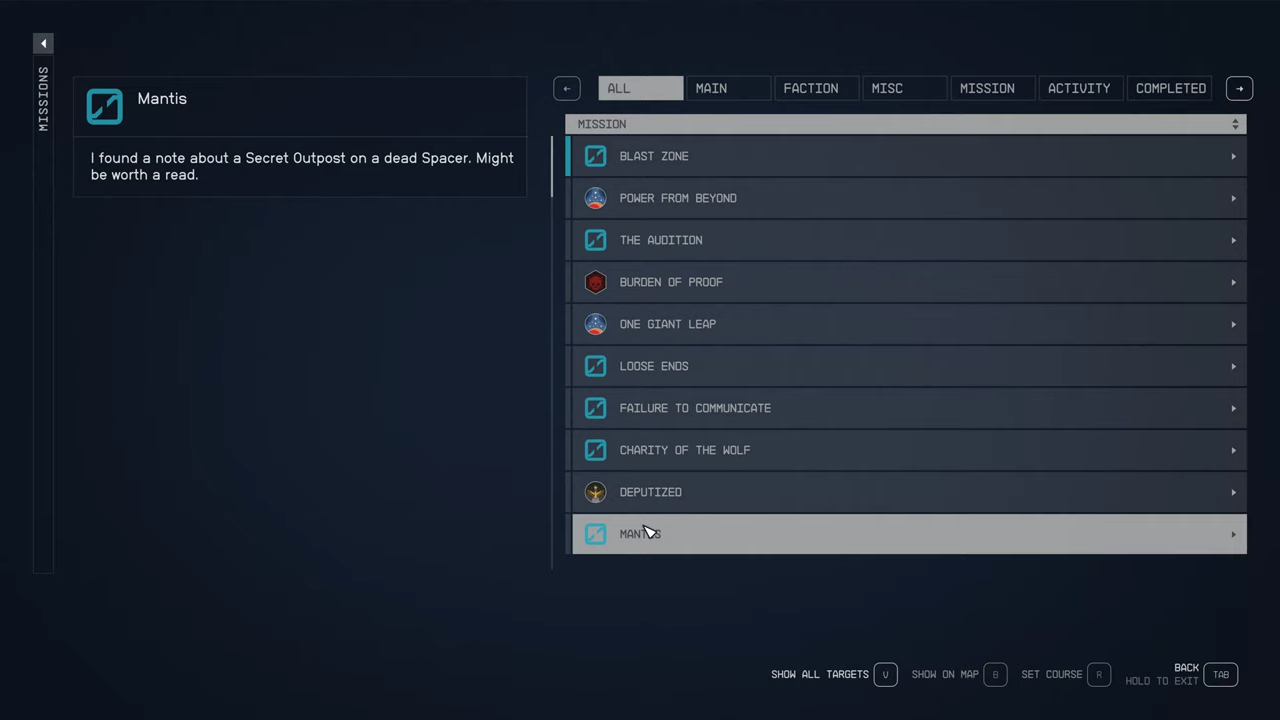 MISSIONS
Mantis
I found a note about a Secret Outpost on a dead Spacer. Might
be worth a read.
ALL MAIN FACTION MISC MISSION ACTIVITY COMPLETED
MISSION
BLAST ZONE
POWER FROM BEYOND
THE AUDITION
BURDEN OF PROOF
ONE GIANT LEAP
LOOSE ENDS
FAILURE TO COMMUNICATE
CHARITY OF THE WOLF
DEPUTIZED
MANTIS
SHOW ALL TARGETS V SHOW ON MAP B SET COURSE R BACK TAB
HOLD TO EXIT